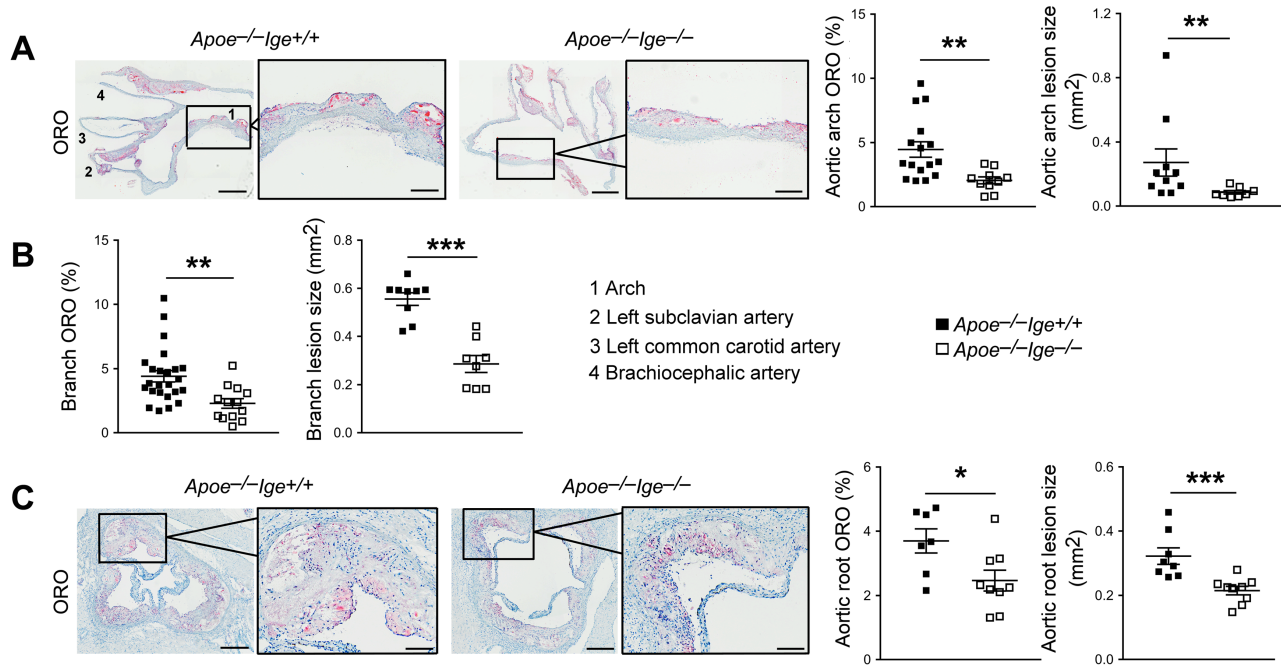 A
Apoe–/–Ige+/+
Apoe–/–Ige–/–
ORO
4
3
2
1
Aortic arch ORO (%)
15
10
5
0
**
Aortic arch lesion size
(mm2)
1.2
0.8
0.4
0.0
**
B
Branch ORO (%)
15
10
5
0
**
Branch lesion size (mm2)
0.8
0.6
0.4
0.2
0.0
***
1 Arch
2 Left subclavian artery
3 Left common carotid artery
4 Brachiocephalic artery
Apoe–/–Ige+/+
Apoe–/–Ige–/–
C
Apoe–/–Ige+/+
Apoe–/–Ige–/–
ORO
Aortic root ORO (%)
6
4
2
0
*
Aortic root lesion size
(mm2)
0.6
0.4
0.2
0.0
***